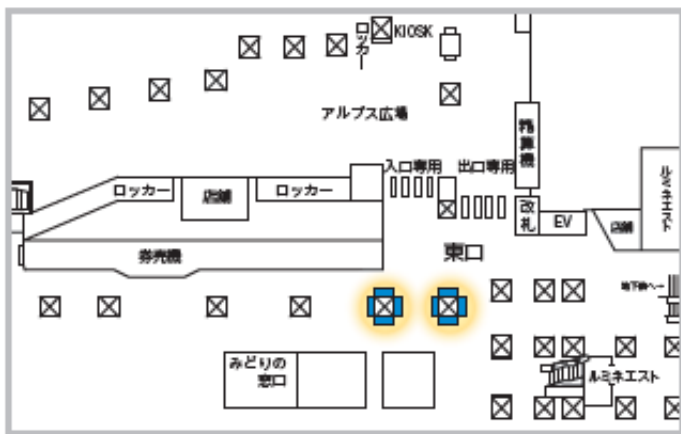 ロッカー
KIOSK
アルプス広場
精算機
入口専用
出口専用
ルミネエスト
ロッカー
店舗
ロッカー
改札
EV
店舗
券売機
東口
地下鉄へ→
みどりの
窓口
ルミネエスト